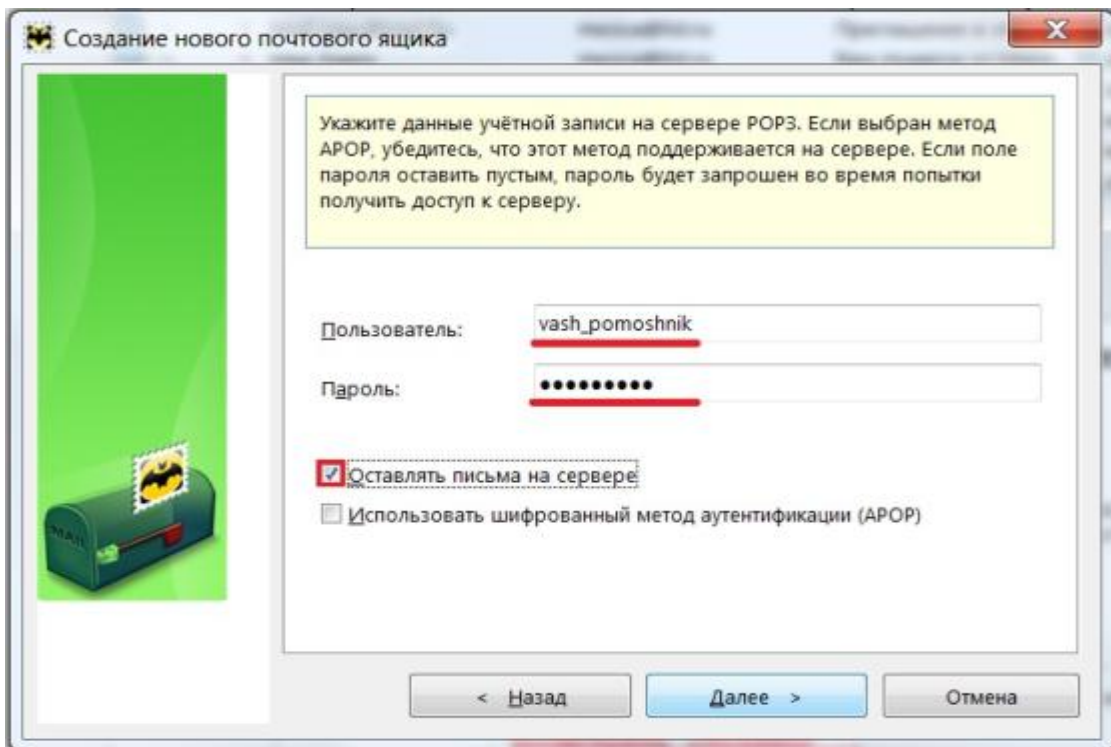 Создание нового почтового ящика
Укажите данные учётной записи на сервере POP3. Если выбран метод
APOP, убедитесь, что этот метод поддерживается на сервере. Если поле
пароля оставить пустым, пароль будет запрошен во время попытки
получить доступ к серверу.
Пользователь: vash_pomoshnik
Пароль: •••••••••
Оставлять письма на сервере
Использовать шифрованный метод аутентификации (APOP)
MAIL
< Назад Далее > Отмена